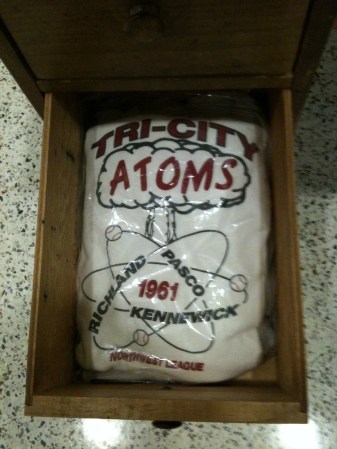 TRI-CITY
ATOMS
RICHLAND
PASCO
1961
KENNEWICK
NORTHWEST LEAGUE